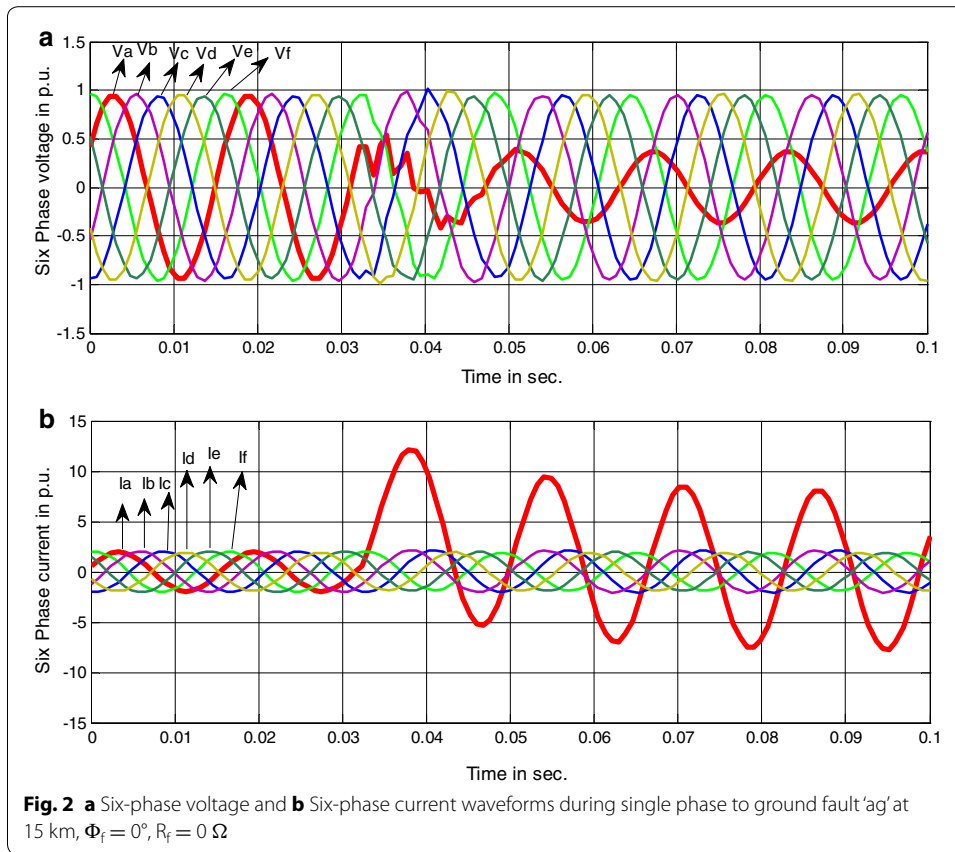 a
1.5
Va Vb Vc Vd Ve Vf
1
0.5
0
-0.5
-1
-1.5
Six Phase voltage in p.u.
0 0.01 0.02 0.03 0.04 0.05 0.06 0.07 0.08 0.09 0.1
Time in sec.
b
15
10
Ia Ib Ic Id Ie If
5
0
-5
-10
-15
Six Phase current in p.u.
0 0.01 0.02 0.03 0.04 0.05 0.06 0.07 0.08 0.09 0.1
Time in sec.
Fig. 2 a Six-phase voltage and b Six-phase current waveforms during single phase to ground fault ‘ag’ at
15 km, Φf = 0°, Rf = 0 Ω